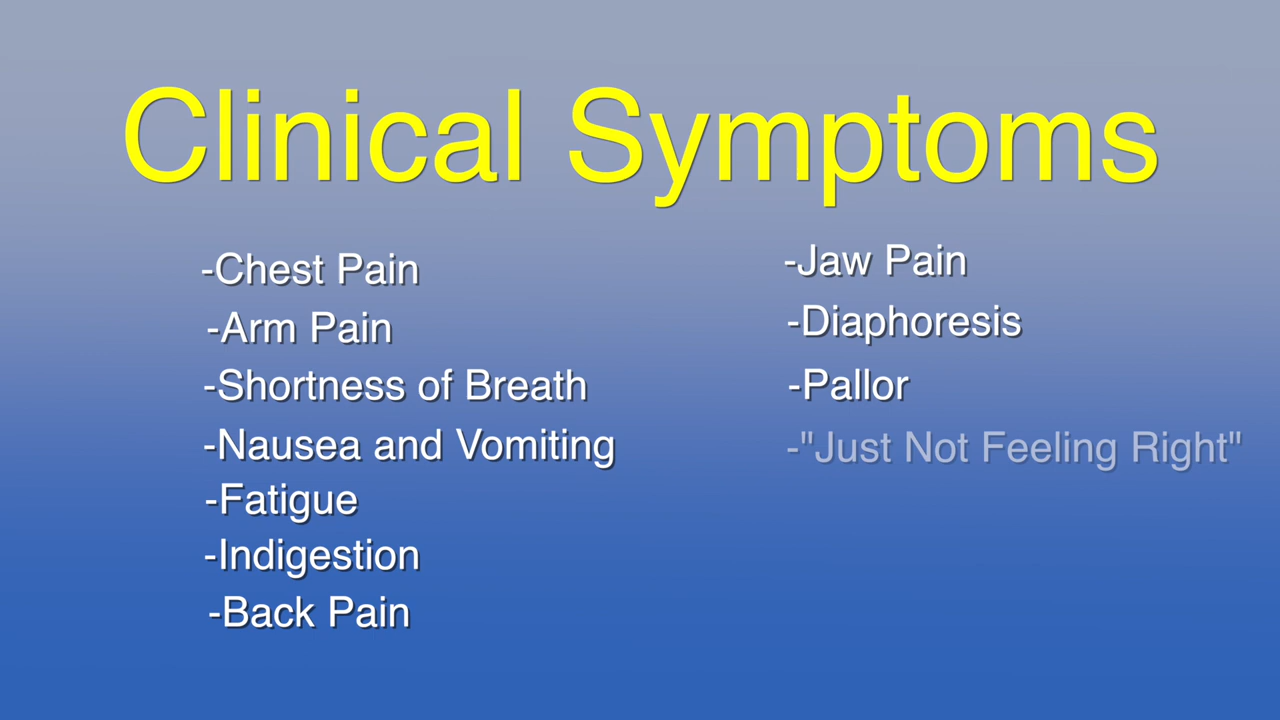 Clinical Symptoms
-Chest Pain
-Arm Pain
-Shortness of Breath
-Nausea and Vomiting
-Fatigue
-Indigestion
-Back Pain
-Jaw Pain
-Diaphoresis
-Pallor
-"Just Not Feeling Right"